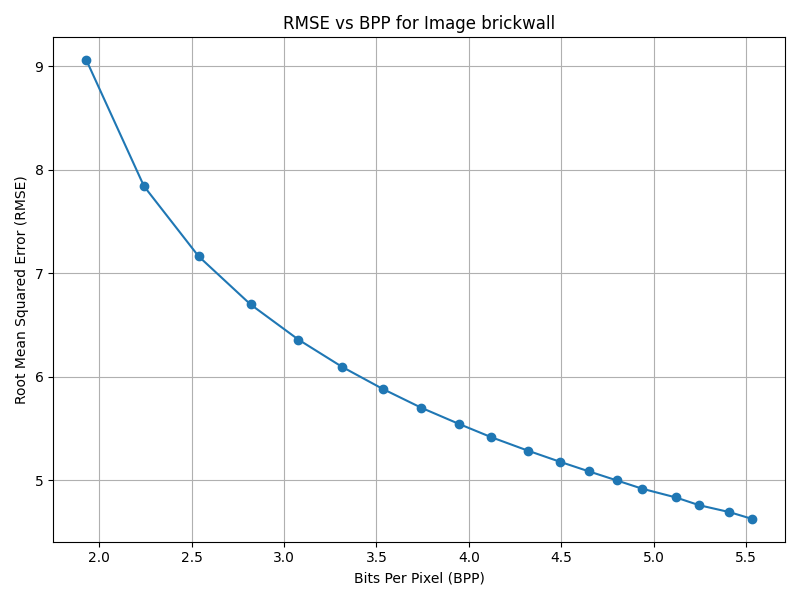 RMSE vs BPP for Image brickwall
Root Mean Squared Error (RMSE)
9
8
7
6
5
2.0 2.5 3.0 3.5 4.0 4.5 5.0 5.5
Bits Per Pixel (BPP)